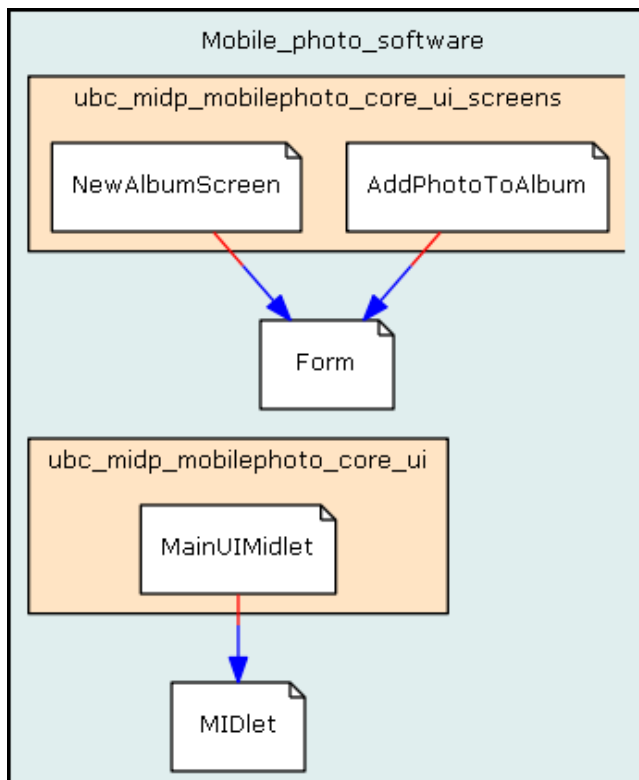 Mobile_photo_software
ubc_midp_mobilephoto_core_ui_screens
NewAlbumScreen
AddPhotoToAlbum
Form
ubc_midp_mobilephoto_core_ui
MainUIMidlet
MIDlet